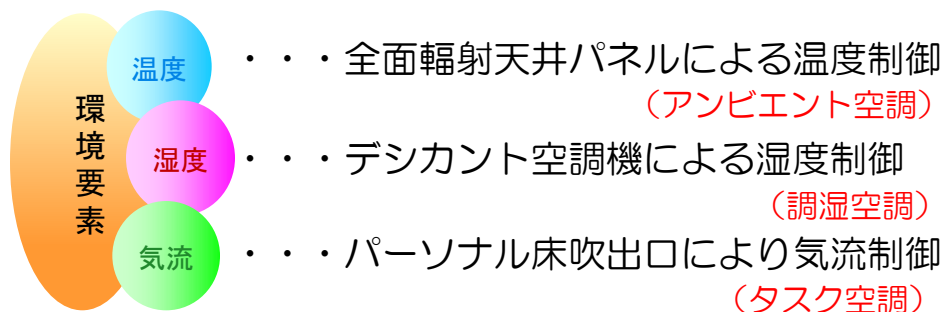 環境要素
温度
・・・全面輻射天井パネルによる温度制御
（アンビエント空調）
湿度
・・・デシカント空調機による湿度制御
（調湿空調）
気流
・・・パーソナル床吹出口により気流制御
（タスク空調）